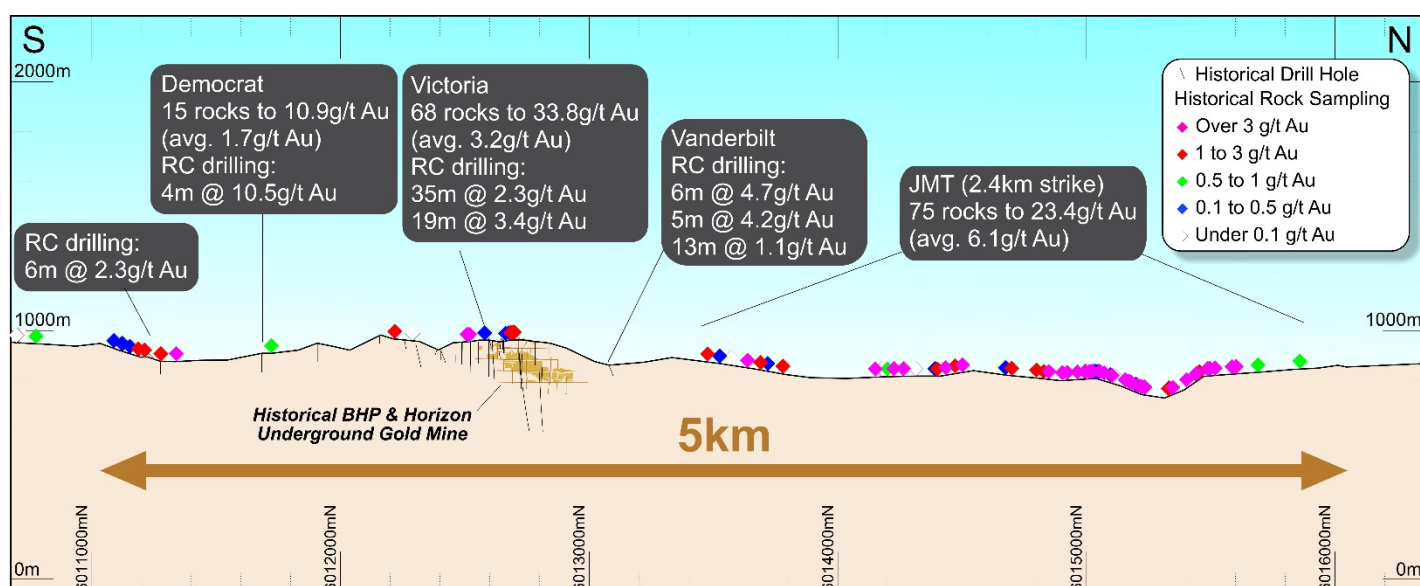 S
N
2000m
Democrat
15 rocks to 10.9g/t Au
(avg. 1.7g/t Au)
RC drilling:
4m @ 10.5g/t Au
Victoria
68 rocks to 33.8g/t Au
(avg. 3.2g/t Au)
RC drilling:
35m @ 2.3g/t Au
19m @ 3.4g/t Au
Vanderbilt
RC drilling:
6m @ 4.7g/t Au
5m @ 4.2g/t Au
13m @ 1.1g/t Au
JMT (2.4km strike)
75 rocks to 23.4g/t Au
(avg. 6.1g/t Au)
Historical Drill Hole
Historical Rock Sampling
Over 3 g/t Au
1 to 3 g/t Au
0.5 to 1 g/t Au
0.1 to 0.5 g/t Au
Under 0.1 g/t Au
RC drilling:
6m @ 2.3g/t Au
1000m
1000m
Historical BHP & Horizon
Underground Gold Mine
5km
0m
6011000mN
6012000mN
6013000mN
6014000mN
6015000mN
6016000mN
0m